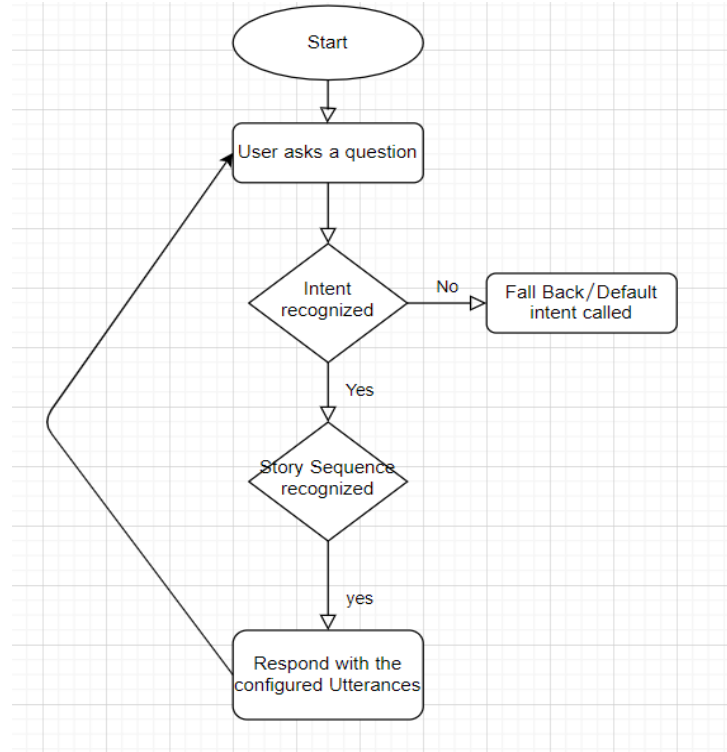 Start
User asks a question
Intent
recognized
No
Fall Back/Default
intent called
Yes
Story Sequence
recognized
yes
Respond with the
configured Utterances